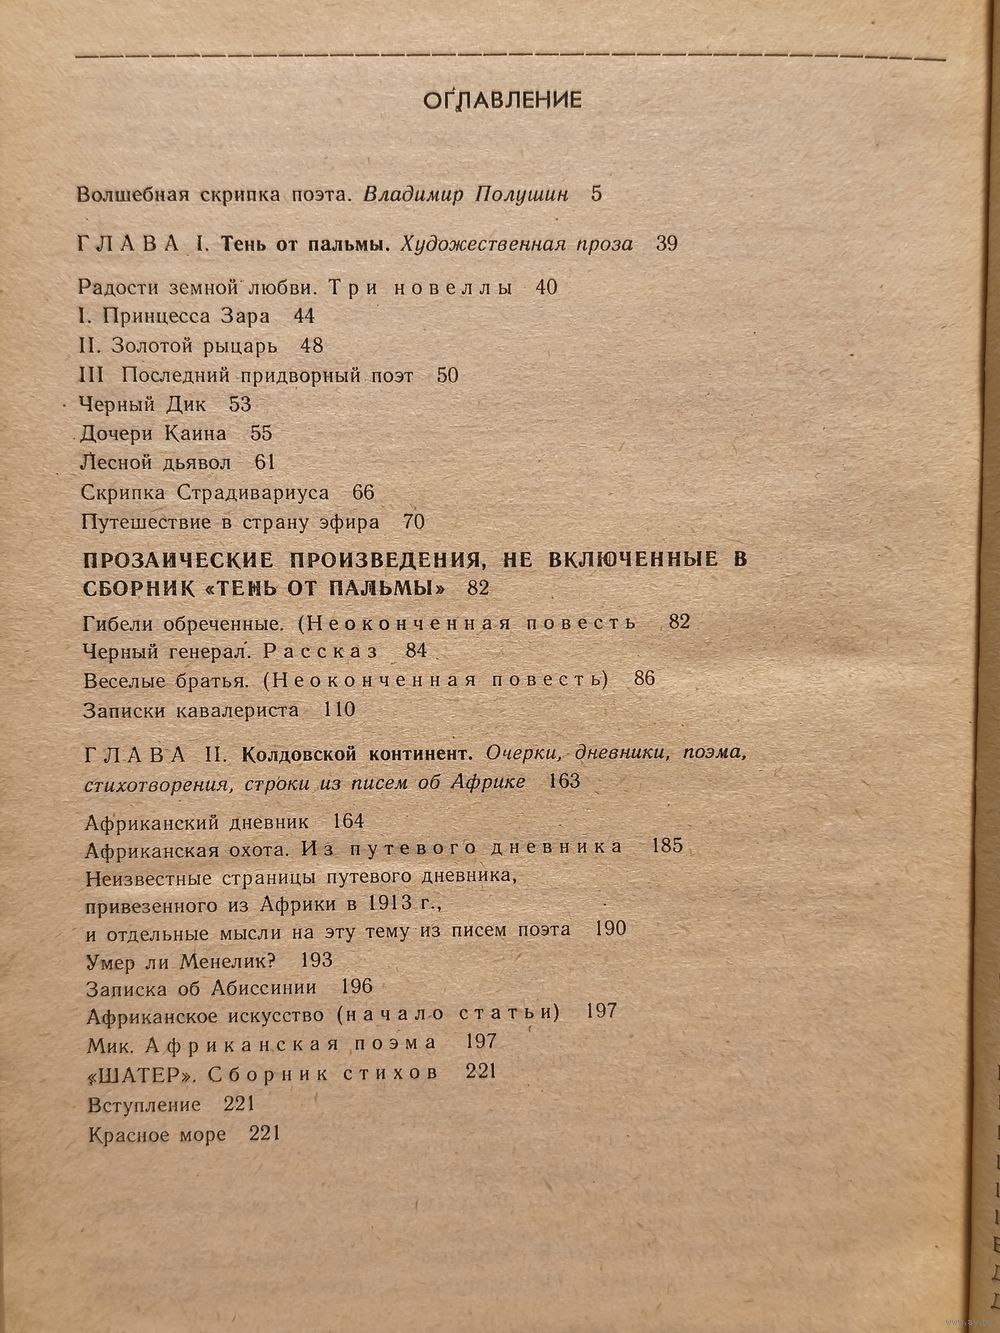 ОГЛАВЛЕНИЕ
Волшебная скрипка поэта. Владимир Полушин 5
ГЛАВА I. Тень от пальмы. Художественная проза 39
Радости земной любви. Три новеллы 40
I. Принцесса Зара 44
II. Золотой рыцарь 48
III Последний придворный поэт 50
Черный Дик 53
Дочери Каина 55
Лесной дьявол 61
Скрипка Страдивариуса 66
Путешествие в страну эфира 70
ПРОЗАИЧЕСКИЕ ПРОИЗВЕДЕНИЯ, НЕ ВКЛЮЧЕННЫЕ В
СБОРНИК «ТЕНЬ ОТ ПАЛЬМЫ» 82
Гибели обреченные. (Неоконченная повесть 82
Черный генерал. Рассказ 84
Веселые братья. (Неоконченная повесть) 86
Записки кавалериста 110
ГЛАВА II. Колдовской континент. Очерки, дневники, поэма,
стихотворения, строки из писем об Африке 163
Африканский дневник 164
Африканская охота. Из путевого дневника 185
Неизвестные страницы путевого дневника,
привезенного из Африки в 1913 г.,
и отдельные мысли на эту тему из писем поэта 190
Умер ли Менелик? 193
Записка об Абиссинии 196
Африканское искусство (начало статьи) 197
Мик. Африканская поэма 197
«ШАТЕР». Сборник стихов 221
Вступление 221
Красное море 221